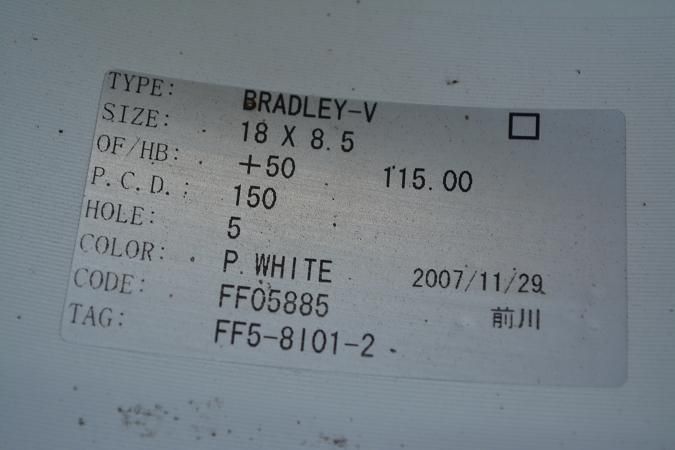 TYPE: BRADLEY-V □
SIZE: 18 X 8.5
OF/HB: +50 115.00
P.C.D.: 150
HOLE: 5
COLOR: P.WHITE 2007/11/29
CODE: FF05885 前川
TAG: FF5-8I01-2